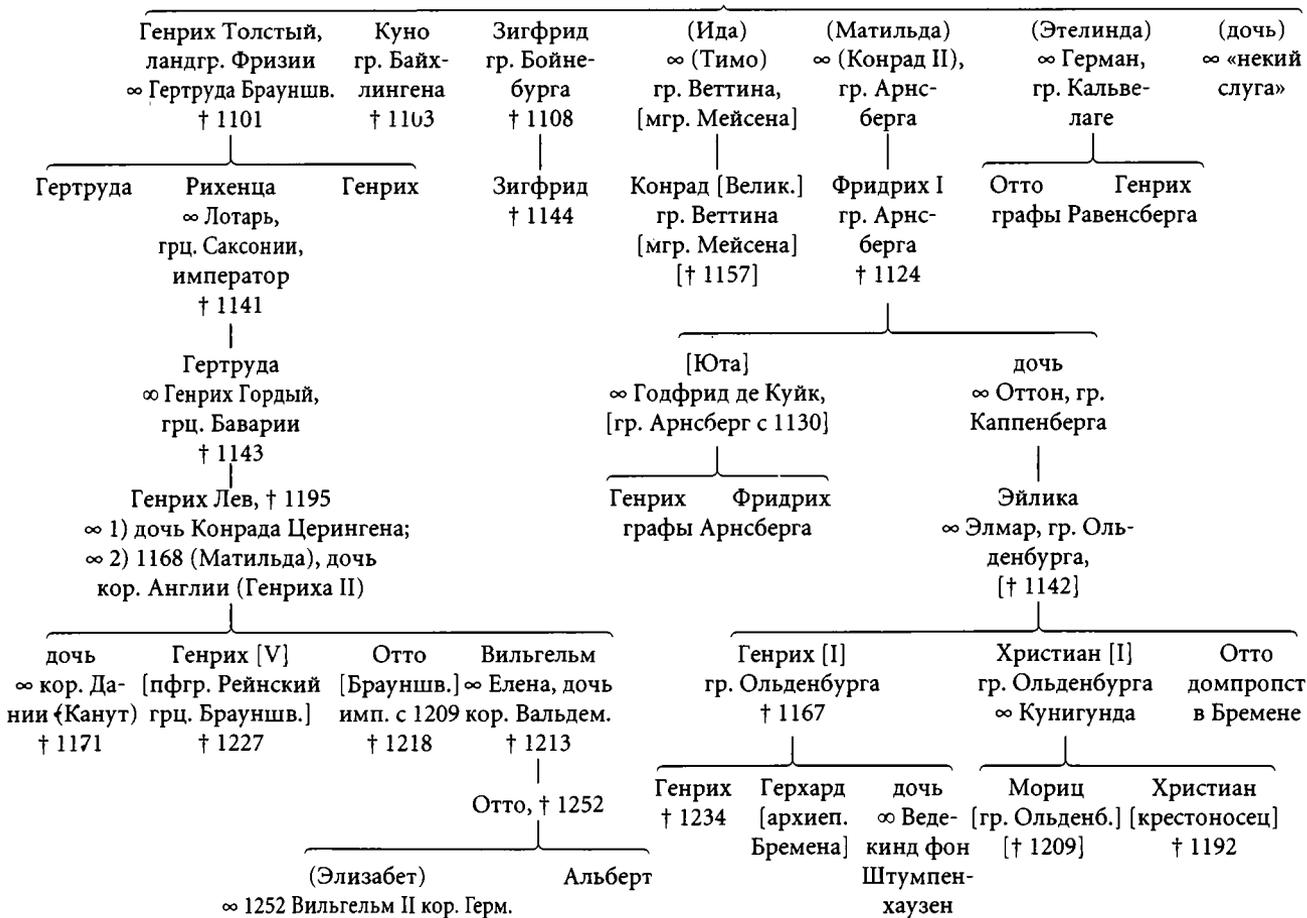 Генрих Толстый,
ландгр. Фризии
∞ Гертруда Брауншв.
† 1101
Куно
гр. Байх-
лингена
† 1103
Зигфрид
гр. Бойне-
бурга
† 1108
(Ида)
∞ (Тимо)
гр. Веттина,
[мгр. Мейсена]
(Матильда)
∞ (Конрад II),
гр. Арнс-
берга
(Этелинда)
∞ Герман,
гр. Кальве-
лаге
(дочь)
∞ «некий
слуга»
Гертруда
Рихенца
∞ Лотарь,
грц. Саксонии,
император
† 1141
Генрих
Зигфрид
† 1144
Конрад [Велик.]
гр. Веттина
[мгр. Мейсена]
[† 1157]
Фридрих I
гр. Арнс-
берга
† 1124
Отто Генрих
графы Равенсберга
Гертруда
∞ Генрих Гордый,
грц. Баварии
† 1143
[Юта]
∞ Годфрид де Куйк,
[гр. Арнсберг с 1130]
дочь
∞ Оттон, гр.
Каппенберга
Генрих Лев, † 1195
∞ 1) дочь Конрада Церингена;
∞ 2) 1168 (Матильда), дочь
кор. Англии (Генриха II)
Генрих Фридрих
графы Арнсберга
Эйлика
∞ Элмар, гр. Оль-
денбурга,
[† 1142]
дочь
∞ кор. Да-
нии (Канут)
† 1171
Генрих [V]
[пфгр. Рейнский
грц. Брауншв.]
† 1227
Отто
[Брауншв.]
имп. с 1209
† 1218
Вильгельм
∞ Елена, дочь
кор. Вальдем.
† 1213
Генрих [I]
гр. Ольденбурга
† 1167
Христиан [I]
гр. Ольденбурга
∞ Кунигунда
Отто
домпропст
в Бремене
Отто, † 1252
Генрих
† 1234
Герхард
[архиеп.
Бремена]
дочь
∞ Веде-
кинд фон
Штумпен-
хаузен
Мориц
[гр. Ольденб.]
[† 1209]
Христиан
[крестоносец]
† 1192
(Элизабет)
∞ 1252 Вильгельм II кор. Герм.
Альберт